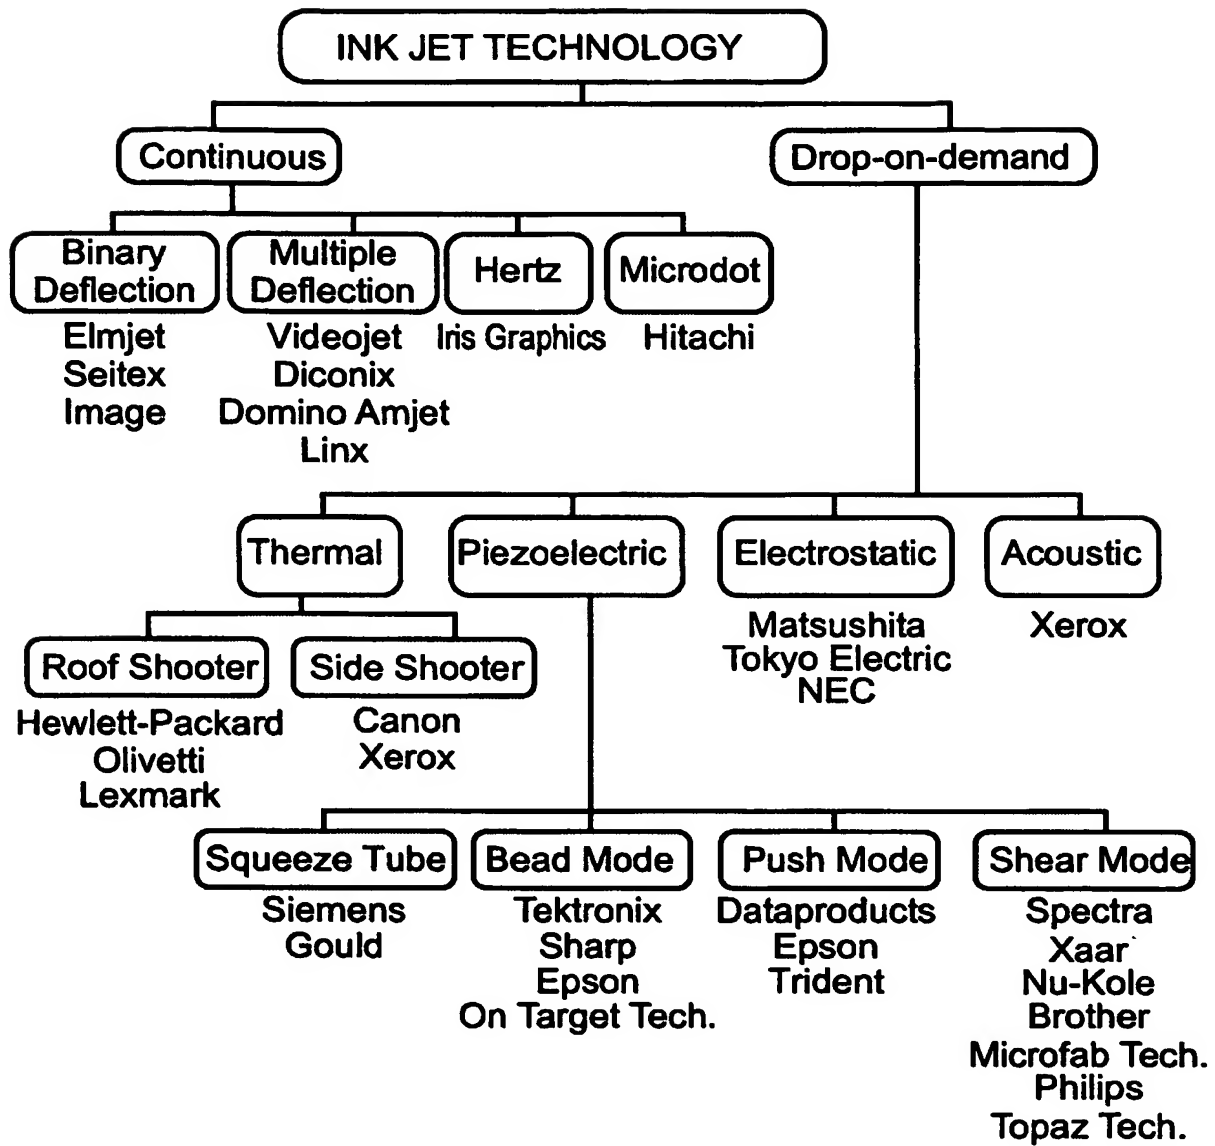 INK JET TECHNOLOGY
Continuous
Drop-on-demand
Binary
Deflection
Elmjet
Seitex
Image
Multiple
Deflection
Videojet
Diconix
Domino Amjet
Linx
Hertz
Iris Graphics
Microdot
Hitachi
Thermal
Piezoelectric
Electrostatic
Matsushita
Tokyo Electric
NEC
Acoustic
Xerox
Roof Shooter
Hewlett-Packard
Olivetti
Lexmark
Side Shooter
Canon
Xerox
Squeeze Tube
Siemens
Gould
Bead Mode
Tektronix
Sharp
Epson
On Target Tech.
Push Mode
Dataproducts
Epson
Trident
Shear Mode
Spectra
Xaar
Nu-Kole
Brother
Microfab Tech.
Philips
Topaz Tech.